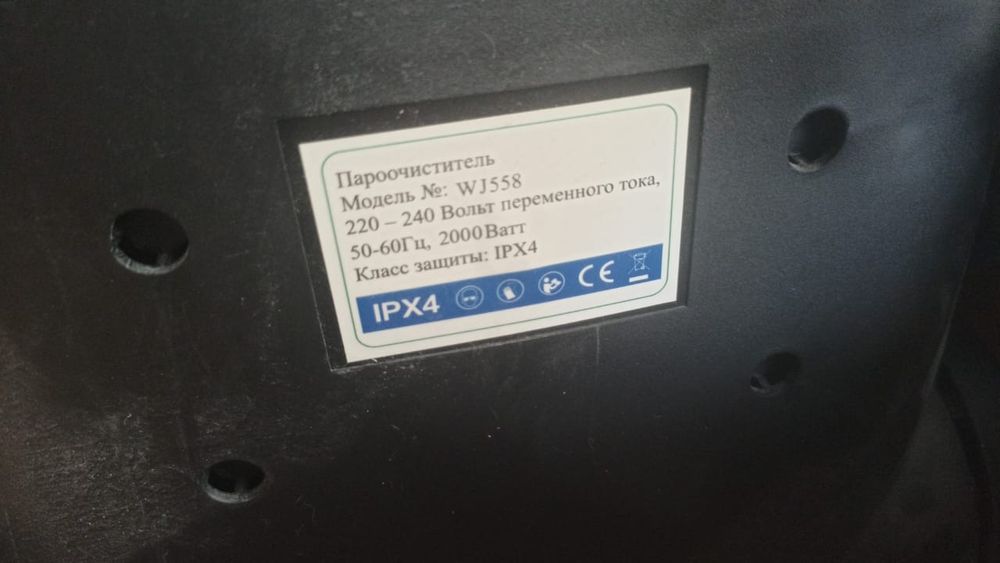 Пароочиститель
Модель №: WJ558
220 – 240 Вольт переменного тока,
50-60Гц, 2000Ватт
Класс защиты: IPX4
IPX4 CE